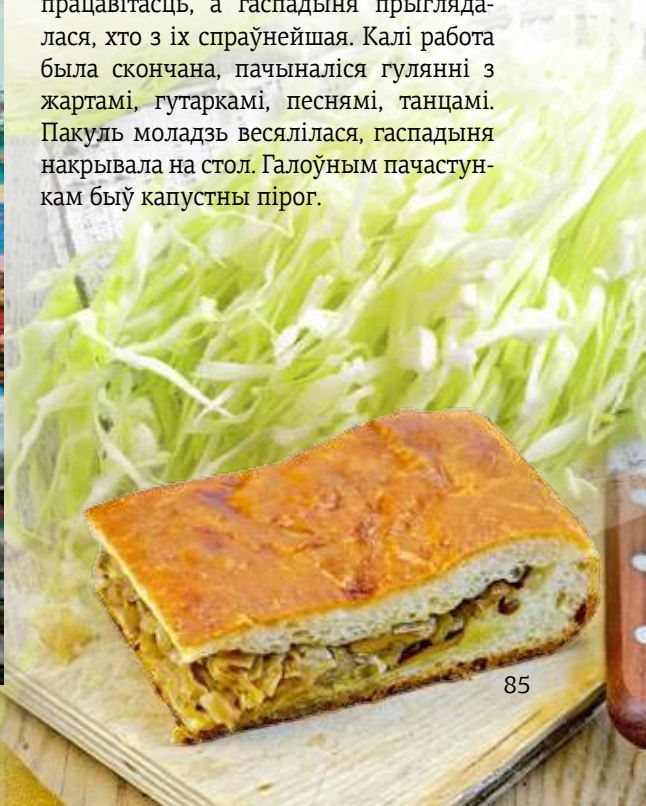 працавітасць, а гаспадыня прыгляда-
лася, хто з іх спраўнейшая. Калі работа
была скончана, пачыналіся гулянні з
жартамі, гутаркамі, песнямі, танцамі.
Пакуль моладзь весялілася, гаспадыня
накрывала на стол. Галоўным пачастун-
кам быў капустны пірог.
85